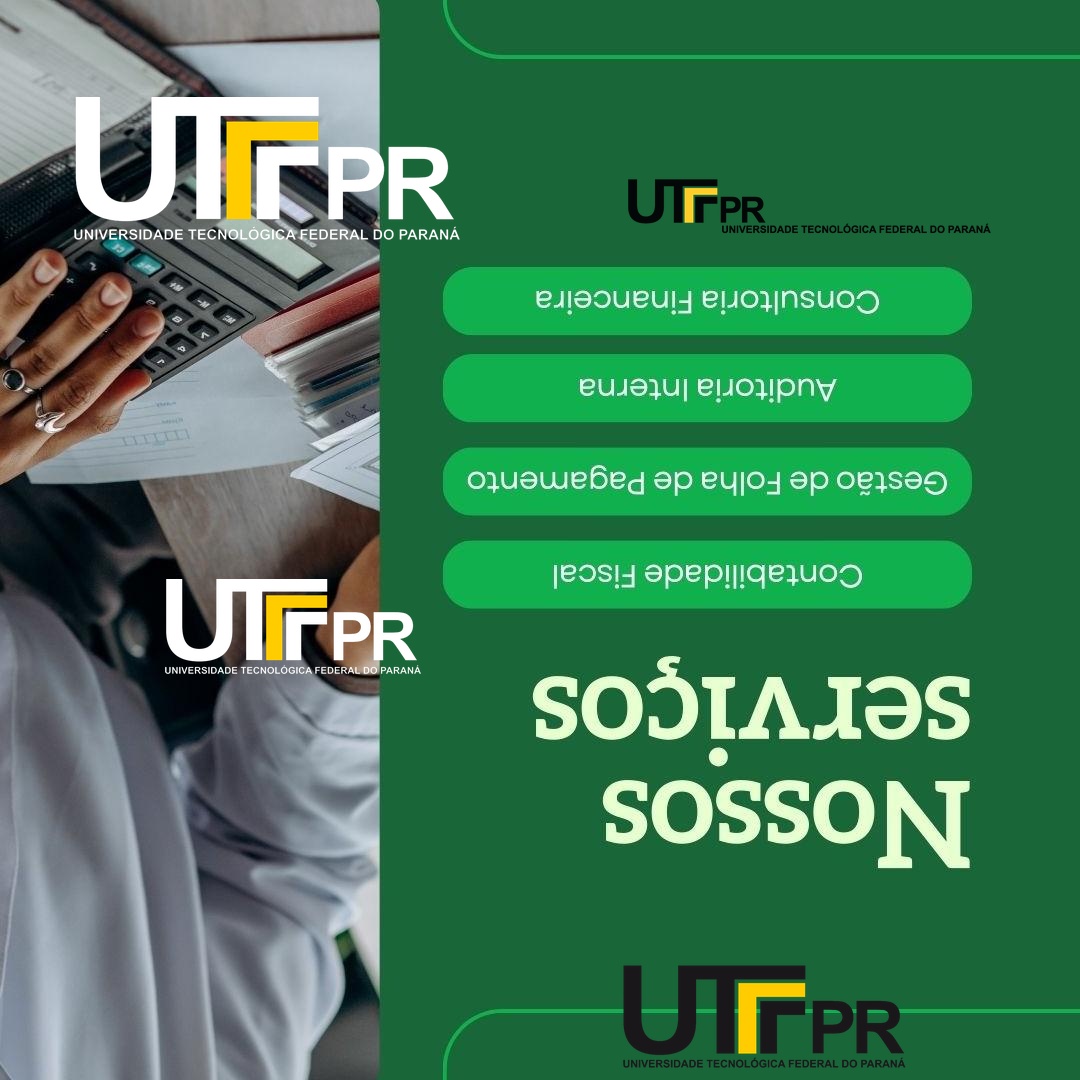 UTFPR
UNIVERSIDADE TECNOLÓGICA FEDERAL DO PARANÁ
UTFPR
UNIVERSIDADE TECNOLÓGICA FEDERAL DO PARANÁ
Nossos
serviços
Contabilidade Fiscal
Gestão de Folha de Pagamento
Auditoria Interna
Consultoria Financeira
UTFPR
UNIVERSIDADE TECNOLÓGICA FEDERAL DO PARANÁ
UTFPR
UNIVERSIDADE TECNOLÓGICA FEDERAL DO PARANÁ